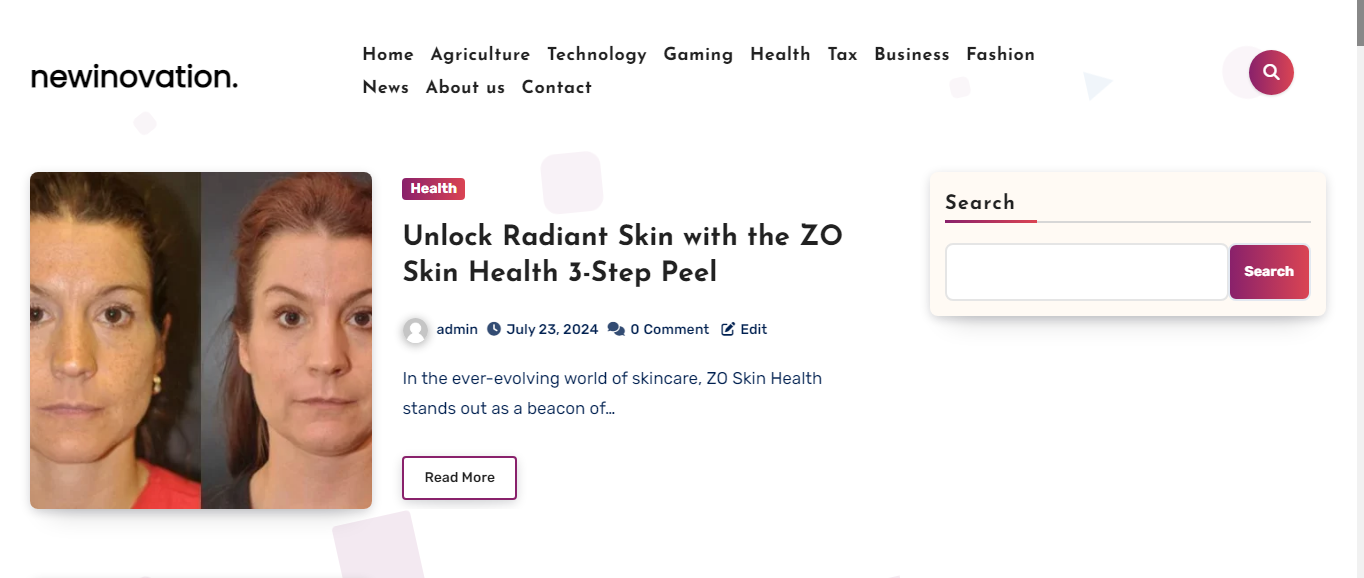 newinovation.
Home Agriculture Technology Gaming Health Tax Business Fashion
News About us Contact
Health
Unlock Radiant Skin with the ZO
Skin Health 3-Step Peel
admin July 23, 2024 0 Comment Edit
In the ever-evolving world of skincare, ZO Skin Health
stands out as a beacon of…
Read More
Search
Search